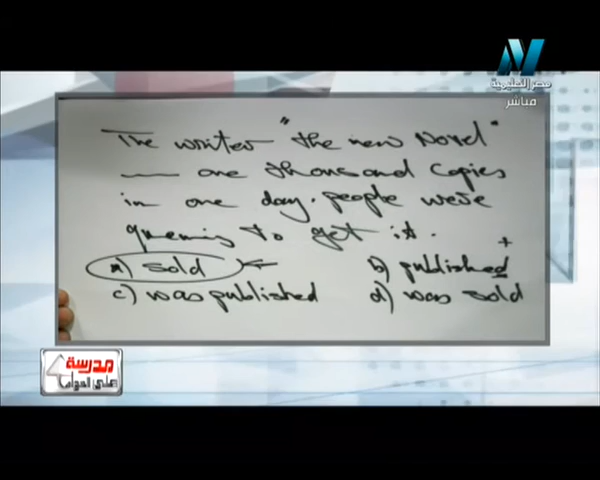 مصر التعليمية
مباشر
The writer "the new Novel"
___ one thousand copies
in one day. people were
queuing to get it.
a) sold b) published
c) was published d) was sold
مدرسة
على الهواء